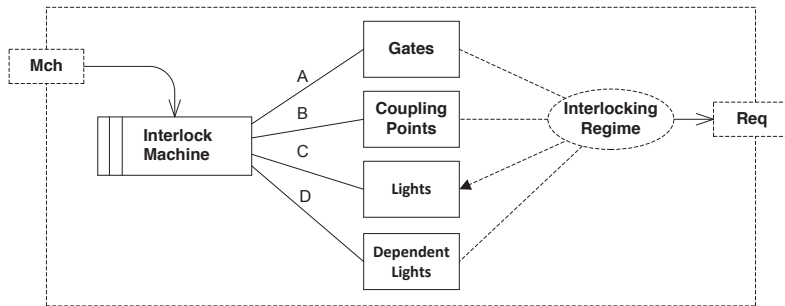 Mch
Interlock
Machine
A
B
C
D
Gates
Coupling
Points
Lights
Dependent
Lights
Interlocking
Regime
Req